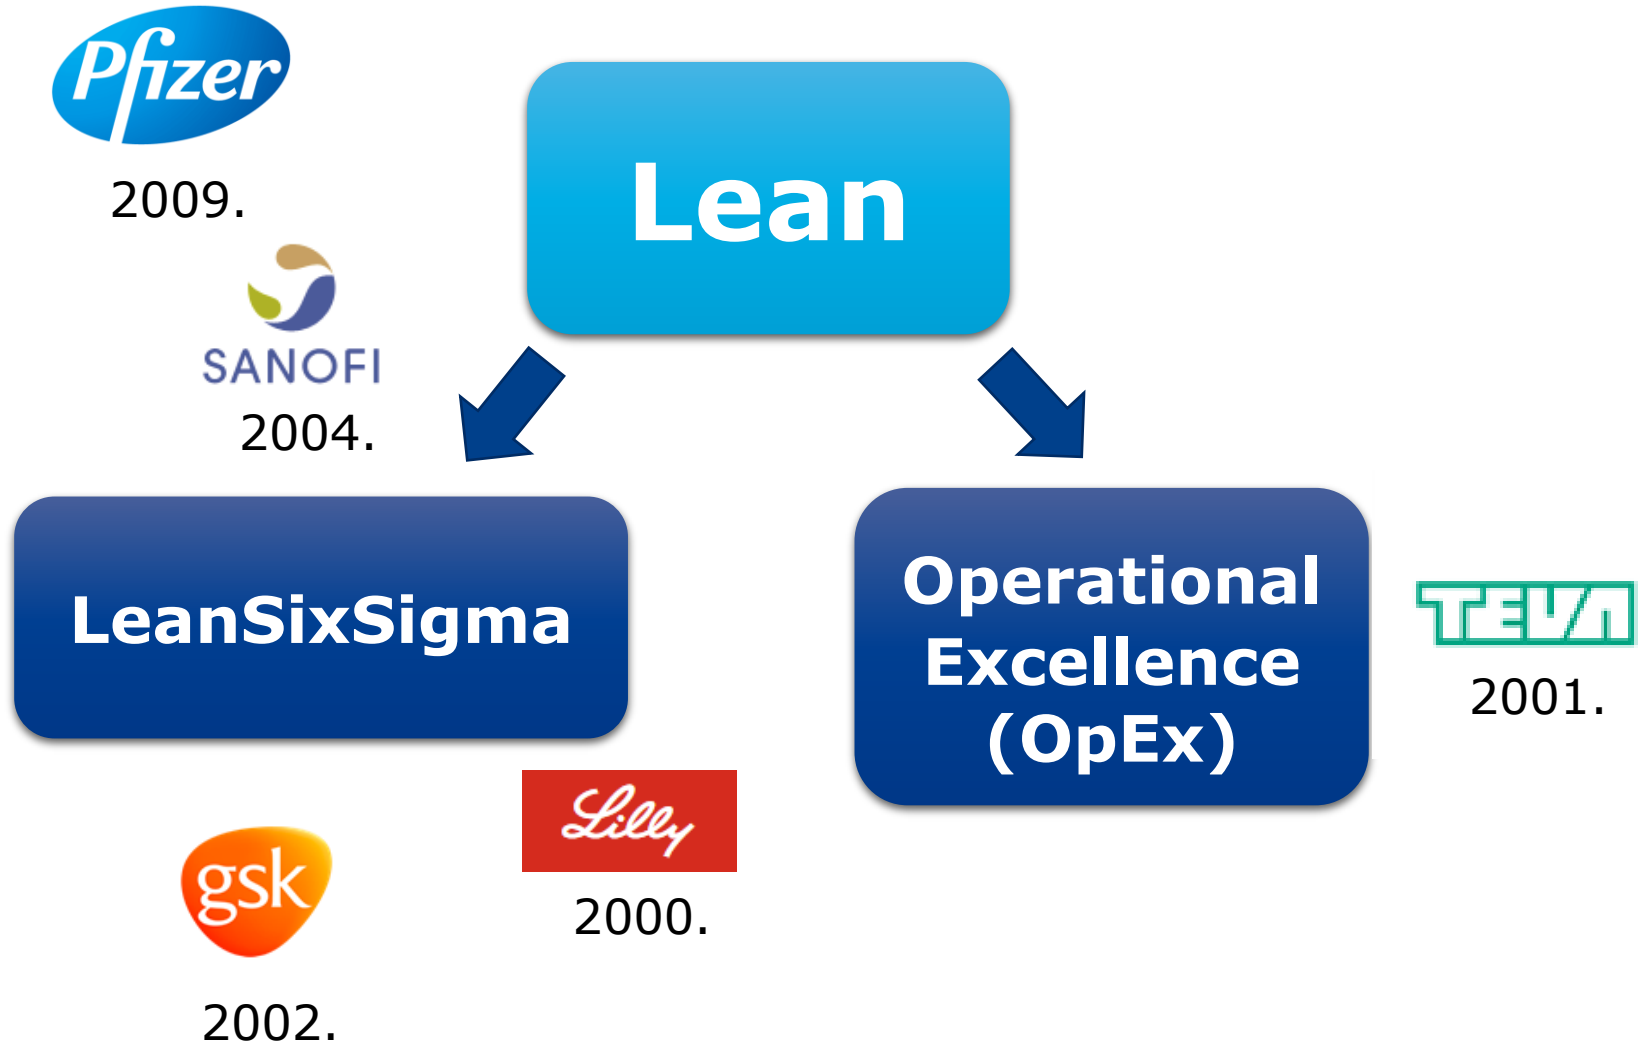 Pfizer
2009.
Lean
SANOFI
2004.
LeanSixSigma
Operational
Excellence
(OpEx)
TEVA
2001.
Lilly
2000.
gsk
2002.